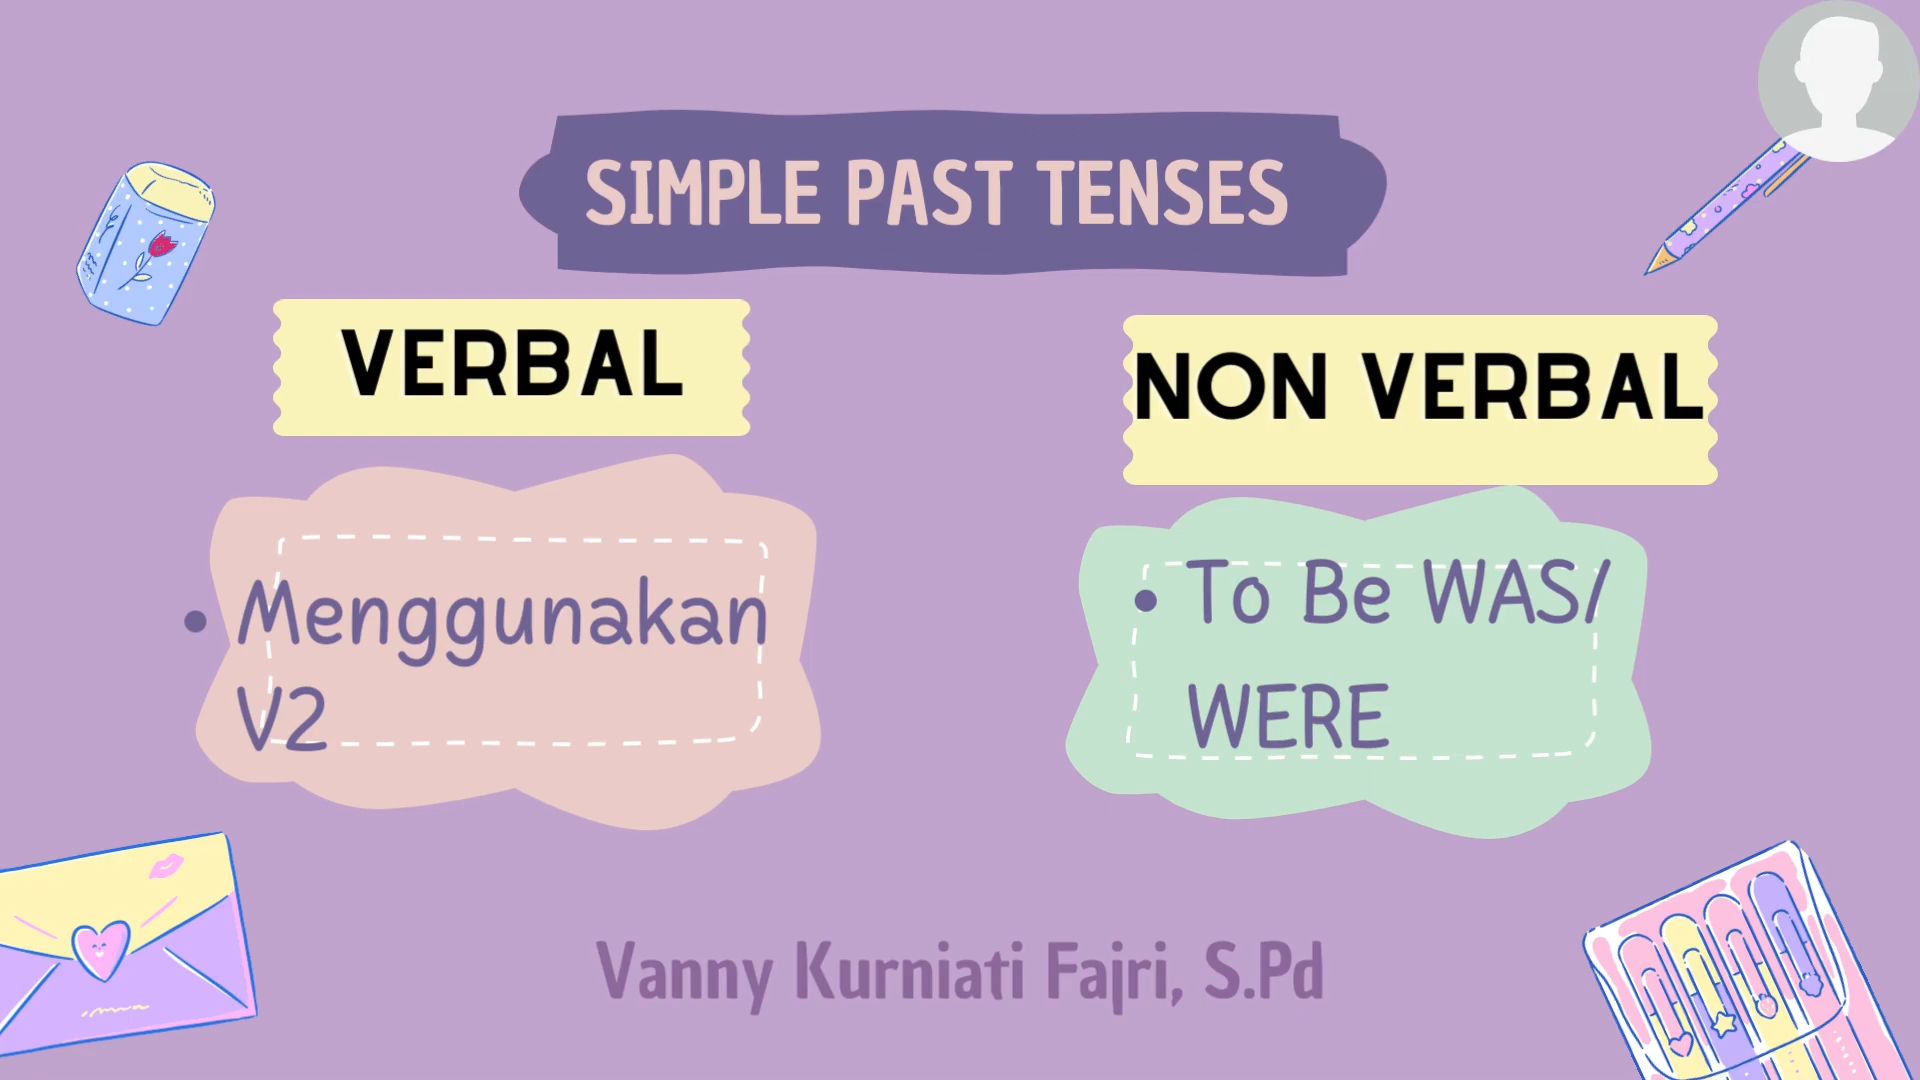 SIMPLE PAST TENSES
VERBAL
• Menggunakan
V2
NON VERBAL
• To Be WAS/
WERE
Vanny Kurniati Fajri, S.Pd